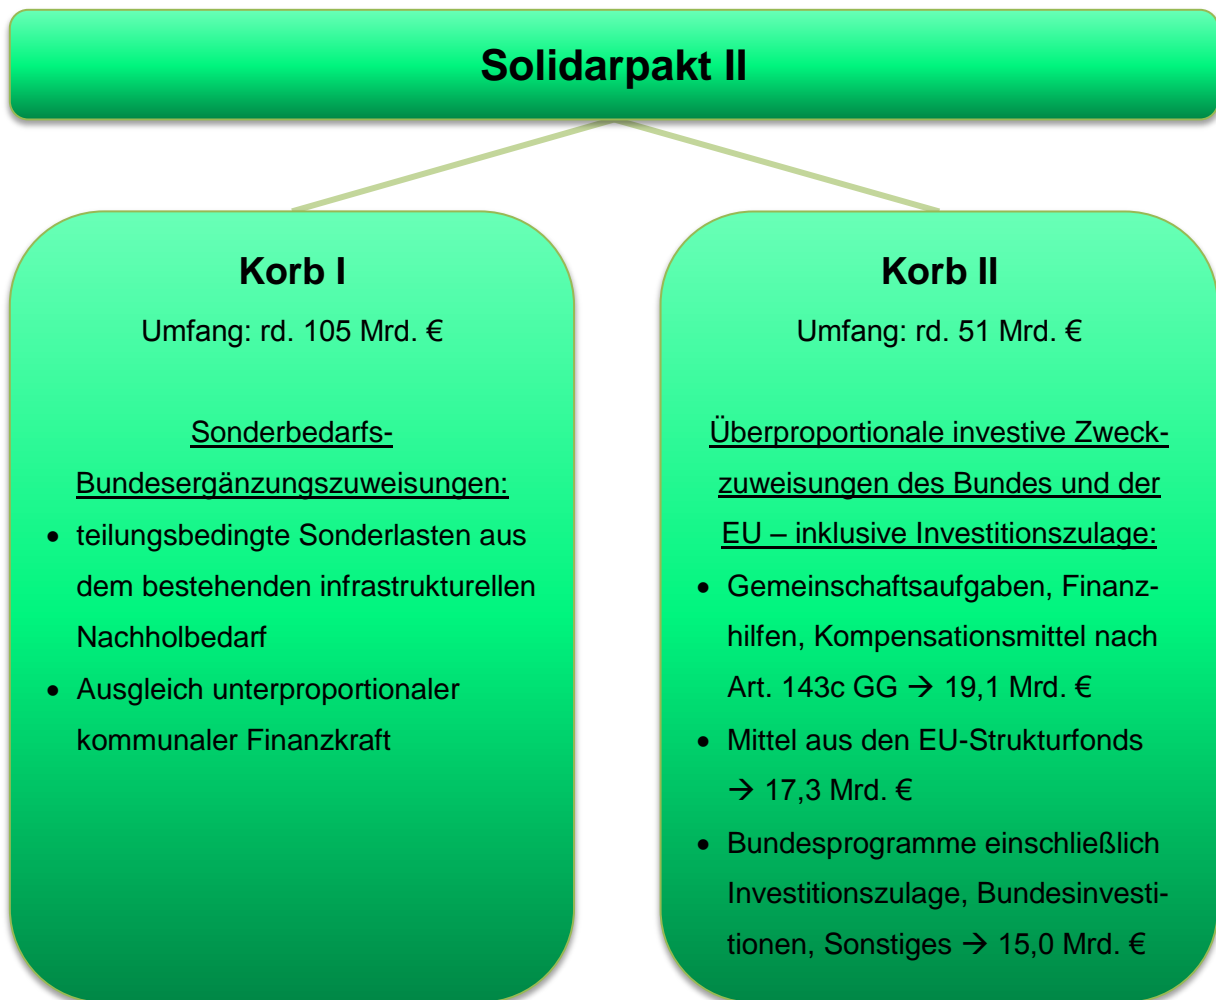 Solidarpakt II
Korb I
Umfang: rd. 105 Mrd. €
Sonderbedarfs-
Bundesergänzungszuweisungen:
• teilungsbedingte Sonderlasten aus
dem bestehenden infrastrukturellen
Nachholbedarf
• Ausgleich unterproportionaler
kommunaler Finanzkraft
Korb II
Umfang: rd. 51 Mrd. €
Überproportionale investive Zweck-
zuweisungen des Bundes und der
EU – inklusive Investitionszulage:
• Gemeinschaftsaufgaben, Finanz-
hilfen, Kompensationsmittel nach
Art. 143c GG → 19,1 Mrd. €
• Mittel aus den EU-Strukturfonds
→ 17,3 Mrd. €
• Bundesprogramme einschließlich
Investitionszulage, Bundesinvesti-
tionen, Sonstiges → 15,0 Mrd. €